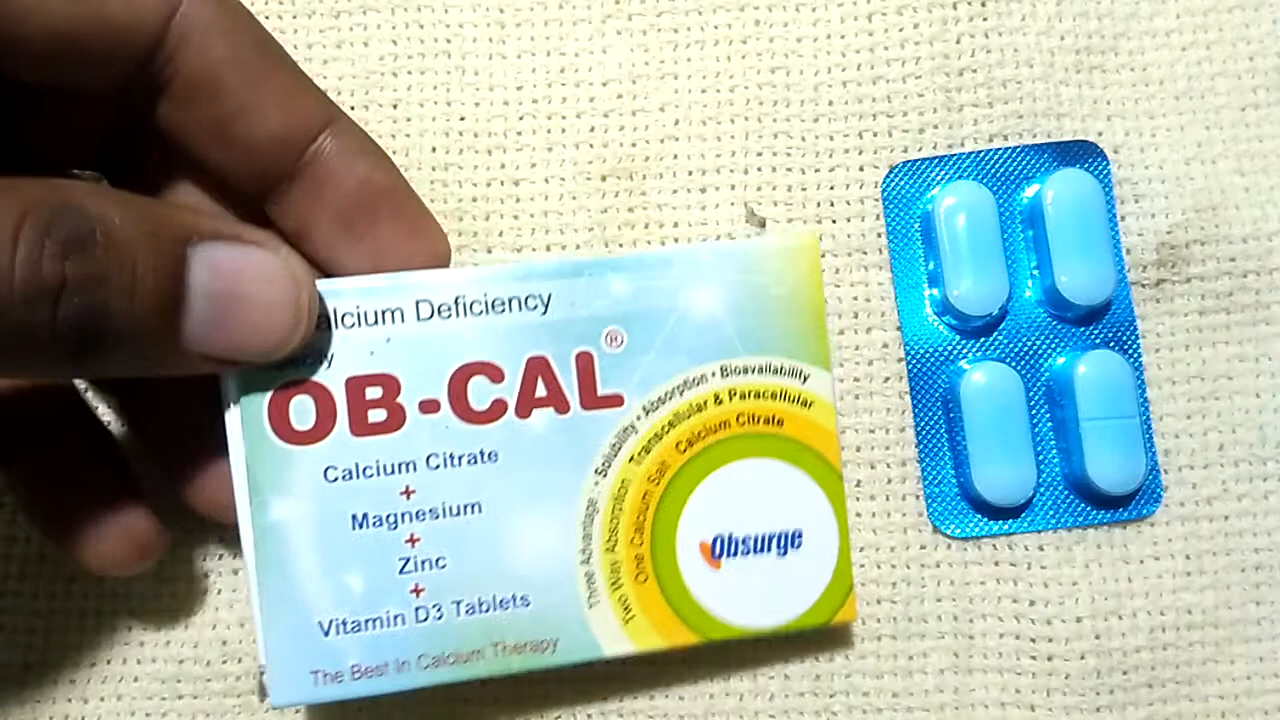 alcium Deficiency
OB-CAL®
Calcium Citrate
+
Magnesium
+
Zinc
+
Vitamin D3 Tablets
The Best In Calcium Therapy
Three Advantage • Solubility • Absorption • Bioavailability
Two Way Absorption Transcellular & Paracellular
One Calcium Salt Calcium Citrate
Obsurge